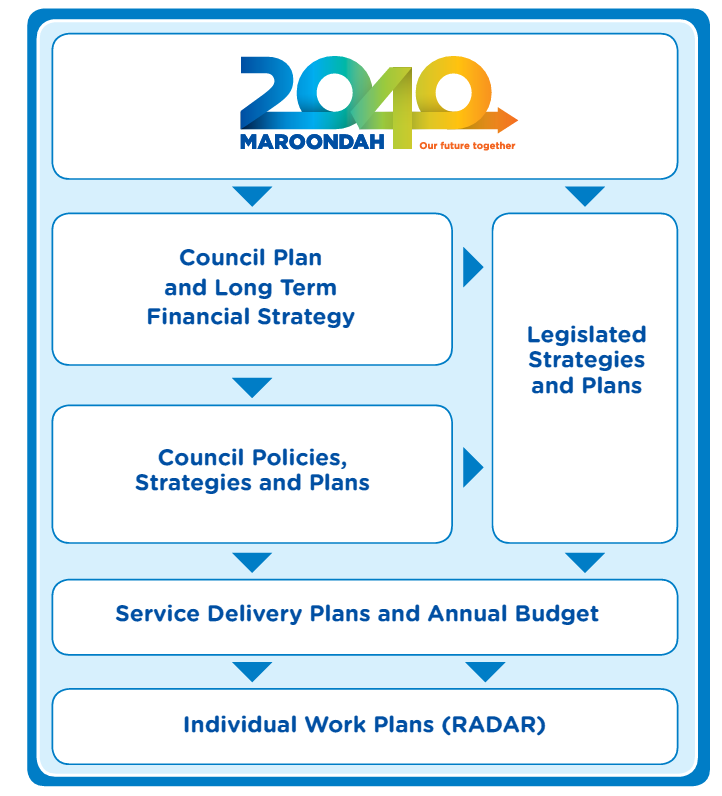 2040
MAROONDAH
Our future together
Council Plan
and Long Term
Financial Strategy
Legislated
Strategies
and Plans
Council Policies,
Strategies and Plans
Service Delivery Plans and Annual Budget
Individual Work Plans (RADAR)